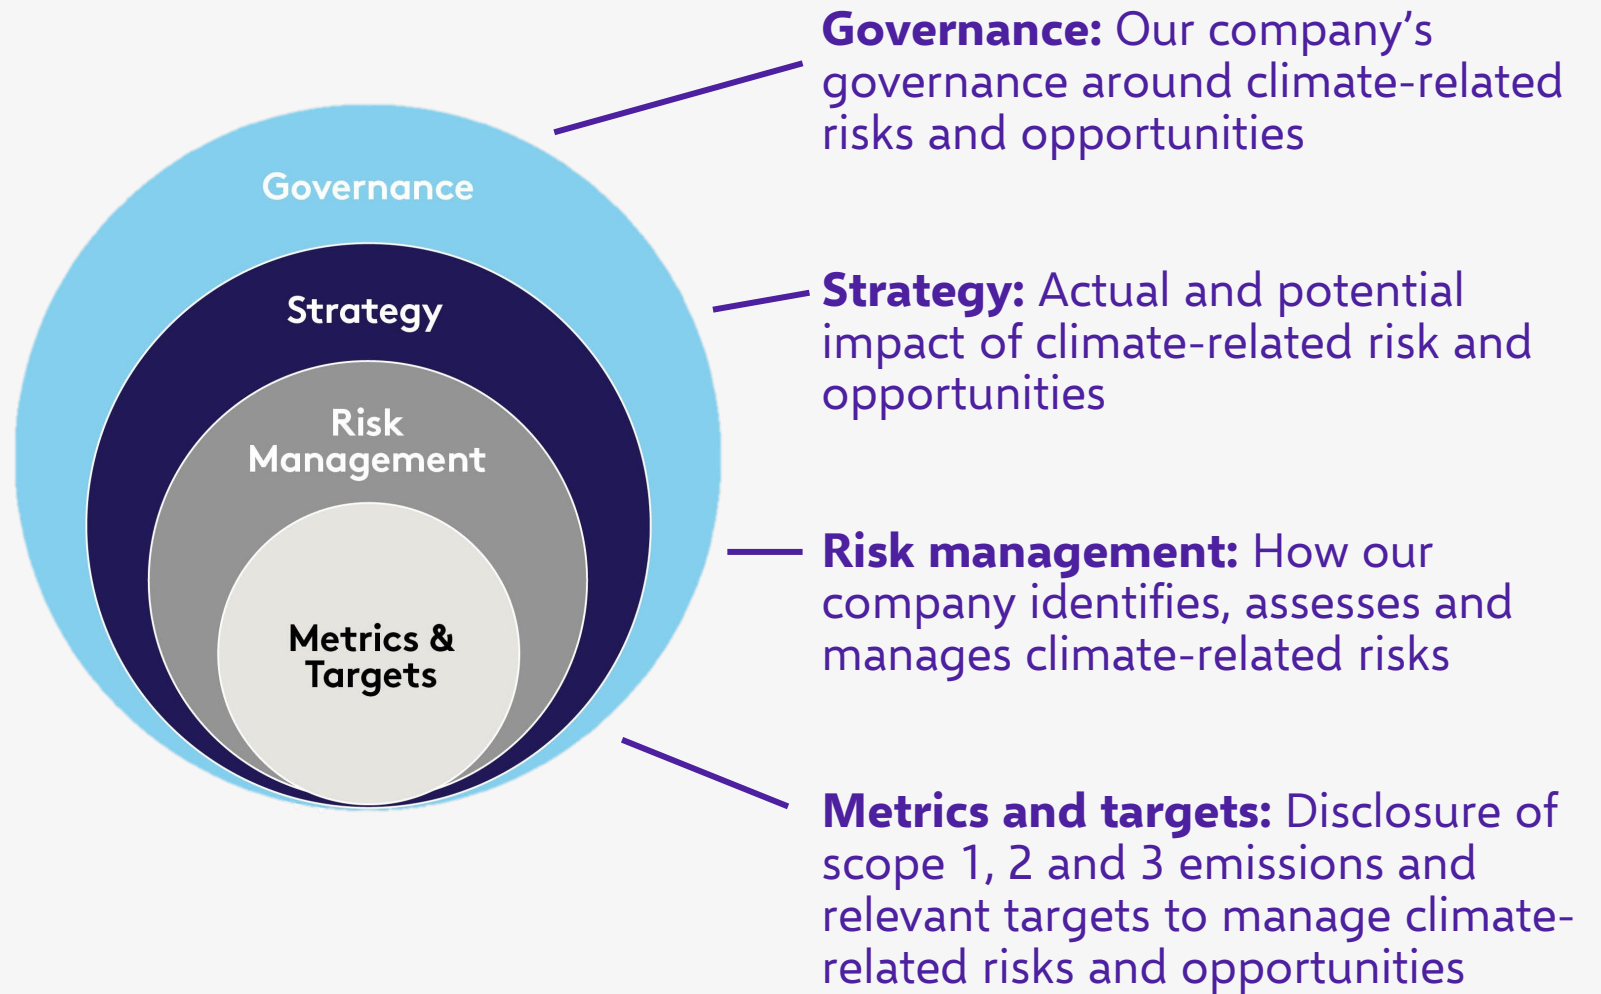 Governance
Strategy
Risk
Management
Metrics &
Targets
Governance: Our company’s
governance around climate-related
risks and opportunities
Strategy: Actual and potential
impact of climate-related risk and
opportunities
Risk management: How our
company identifies, assesses and
manages climate-related risks
Metrics and targets: Disclosure of
scope 1, 2 and 3 emissions and
relevant targets to manage climate-
related risks and opportunities